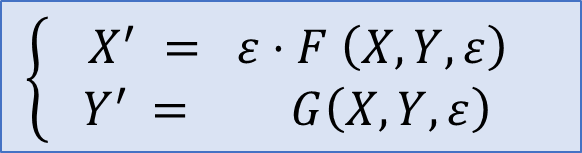 X′ = ε · F (X, Y, ε)
Y′ = G(X, Y, ε)